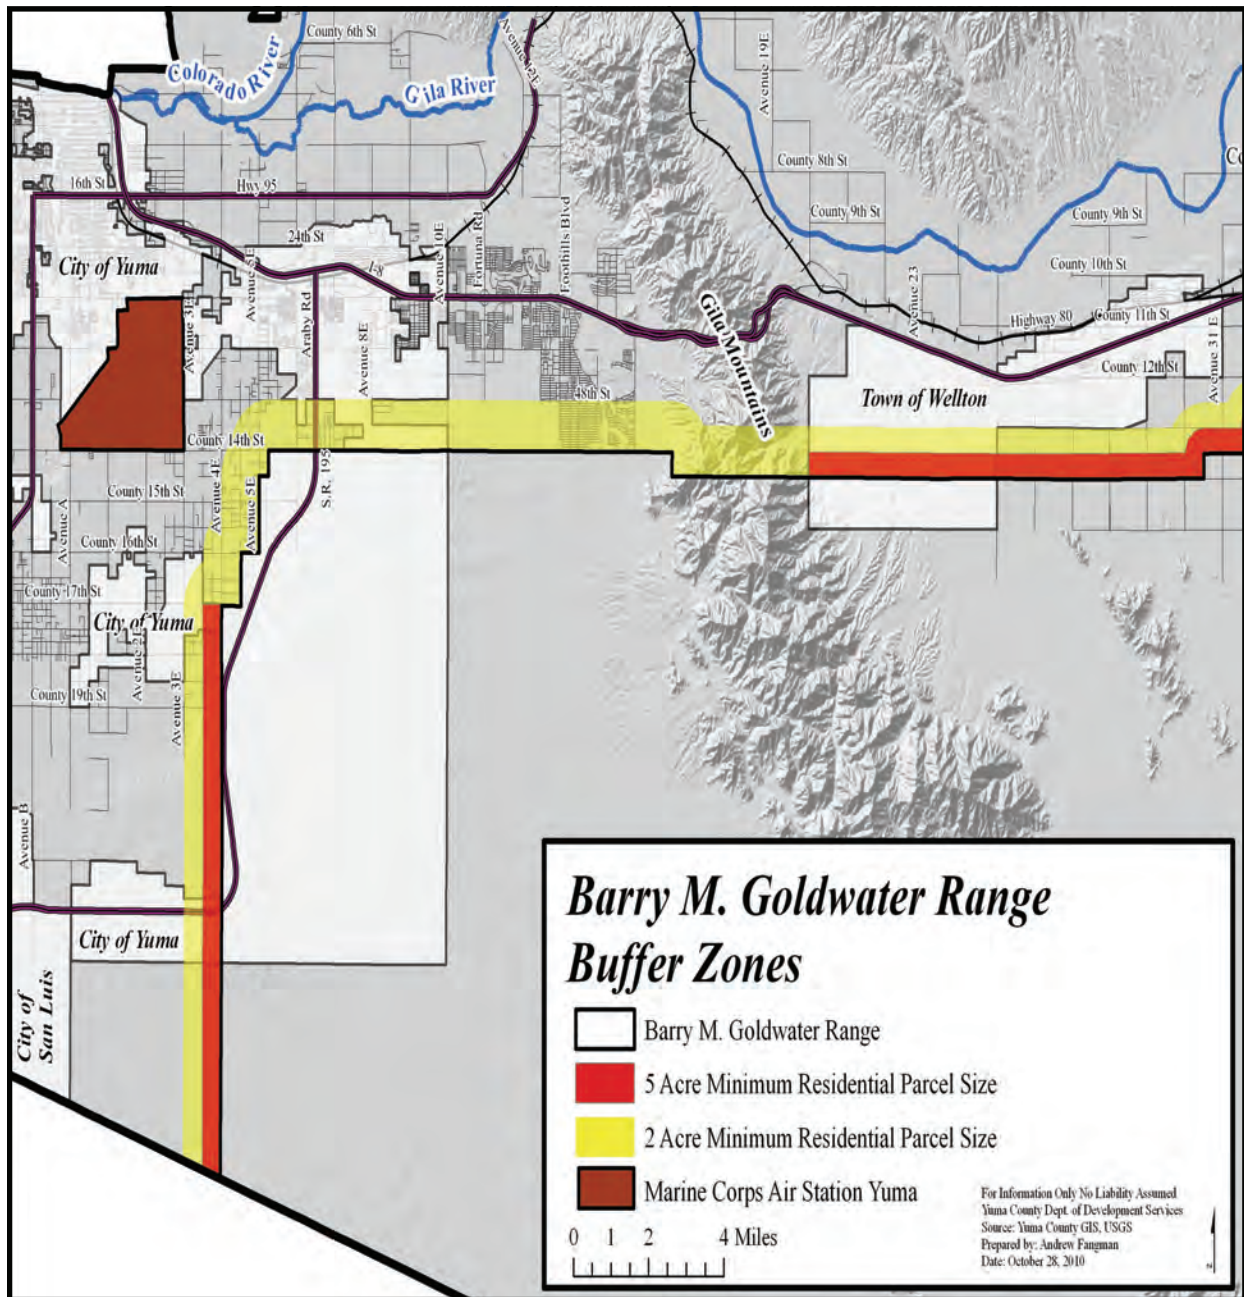 County 6th St
Avenue 12E
Avenue 19E
Colorado River
Gila River
County 8th St
16th St
Hwy 95
County 9th St
County 9th St
24th St
Avenue 10E
Fortuna Rd
Foothills Blvd
City of Yuma
I-8
County 10th St
Avenue 3E
Araby Rd
Avenue 8E
Gila Mountains
Avenue 23
Highway 80
County 11th St
Avenue 31 E
County 12th St
48th St
Town of Wellton
County 14th St
Avenue 4E
Avenue 5E
S.R. 195
County 15th St
Avenue A
County 16th St
County 17th St
City of Yuma
County 19th St
Avenue 3E
Avenue B
City of Yuma
City of
San Luis
Barry M. Goldwater Range
Buffer Zones
Barry M. Goldwater Range
5 Acre Minimum Residential Parcel Size
2 Acre Minimum Residential Parcel Size
Marine Corps Air Station Yuma
0 1 2 4 Miles
For Information Only No Liability Assumed
Yuma County Dept. of Development Services
Source: Yuma County GIS, USGS
Prepared by: Andrew Fangman
Date: October 28, 2010